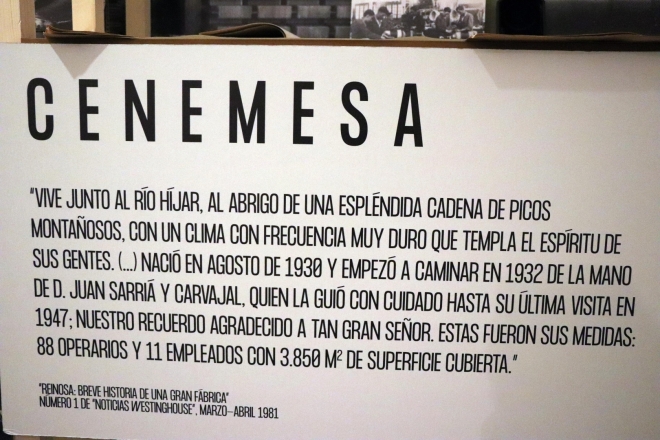 CENEMESA
"VIVE JUNTO AL RÍO HÍJAR, AL ABRIGO DE UNA ESPLÉNDIDA CADENA DE PICOS
MONTAÑOSOS, CON UN CLIMA CON FRECUENCIA MUY DURO QUE TEMPLA EL ESPÍRITU DE
SUS GENTES. (...) NACIÓ EN AGOSTO DE 1930 Y EMPEZÓ A CAMINAR EN 1932 DE LA MANO
DE D. JUAN SARRIÁ Y CARVAJAL, QUIEN LA GUIÓ CON CUIDADO HASTA SU ÚLTIMA VISITA EN
1947; NUESTRO RECUERDO AGRADECIDO A TAN GRAN SEÑOR. ESTAS FUERON SUS MEDIDAS:
88 OPERARIOS Y 11 EMPLEADOS CON 3.850 M² DE SUPERFICIE CUBIERTA."
"REINOSA: BREVE HISTORIA DE UNA GRAN FÁBRICA"
NÚMERO 1 DE "NOTICIAS WESTINGHOUSE", MARZO-ABRIL 1981